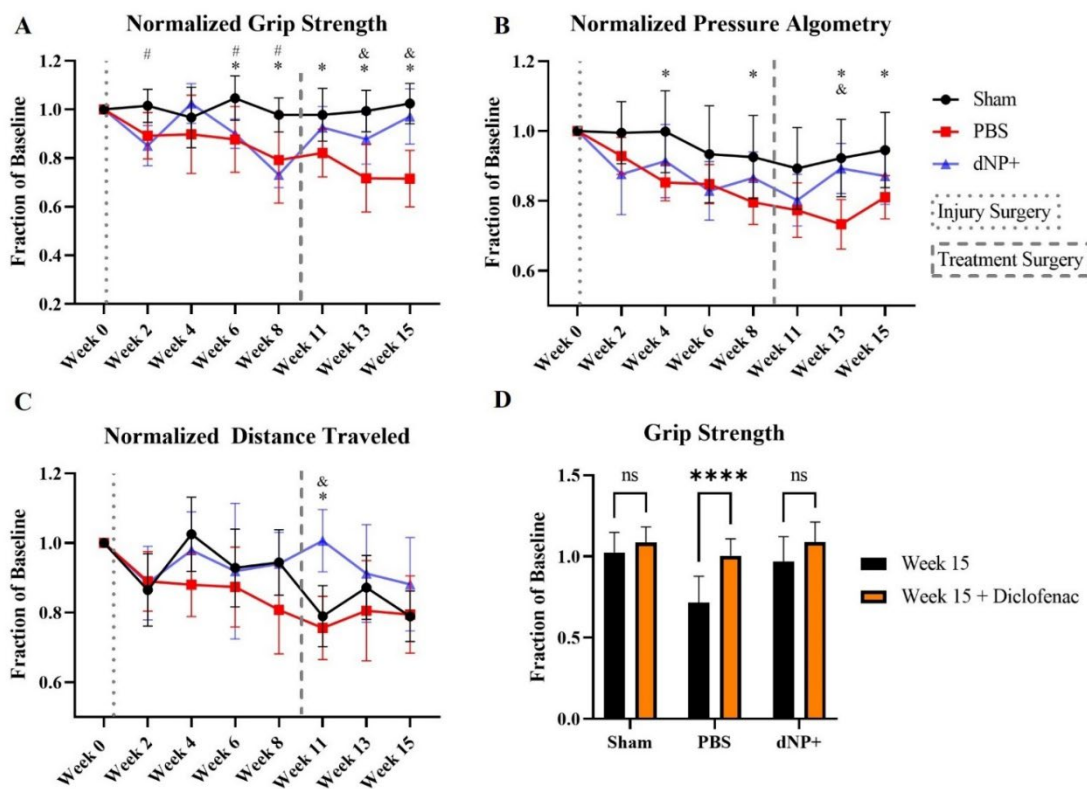 A
Normalized Grip Strength
#
#
*
#
*
*
&
*
&
*
Fraction of Baseline
1.2
1.0
0.8
0.6
0.4
0.2
Week 0
Week 2
Week 4
Week 6
Week 8
Week 11
Week 13
Week 15
B
Normalized Pressure Algometry
*
*
*
&
*
Fraction of Baseline
1.2
1.0
0.8
0.6
Week 0
Week 2
Week 4
Week 6
Week 8
Week 11
Week 13
Week 15
Sham
PBS
dNP+
Injury Surgery
Treatment Surgery
C
Normalized Distance Traveled
&
*
Fraction of Baseline
1.2
1.0
0.8
0.6
Week 0
Week 2
Week 4
Week 6
Week 8
Week 11
Week 13
Week 15
D
Grip Strength
ns
****
ns
Fraction of Baseline
1.5
1.0
0.5
0.0
Sham
PBS
dNP+
Week 15
Week 15 + Diclofenac